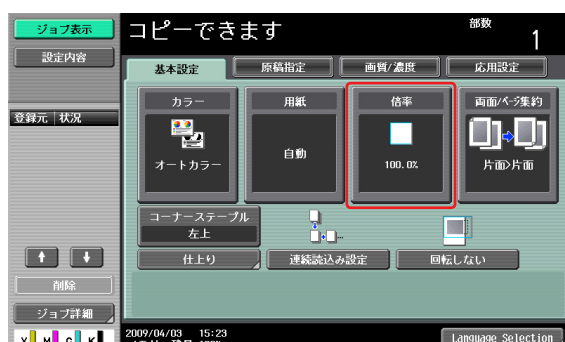 ジョブ表示
設定内容
登録元 状況
削除
ジョブ詳細
Y M C K
コピーできます
部数
1
基本設定 原稿指定 画質/濃度 応用設定
カラー
オートカラー
用紙
自動
倍率
100.0%
両面/ページ集約
片面>片面
コーナーステープル
左上
仕上り
連続読込み設定
回転しない
2009/04/03 15:23
Language Selection